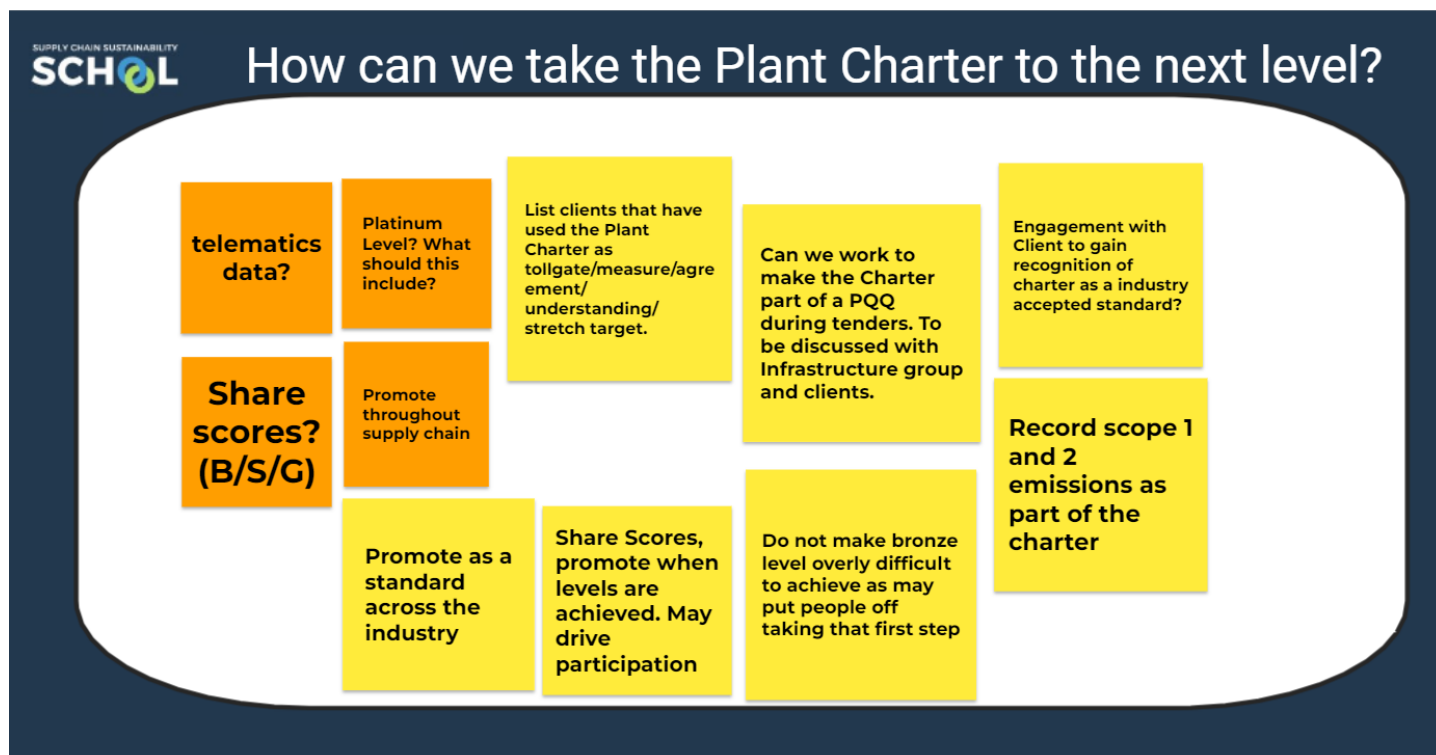 SUPPLY CHAIN SUSTAINABILITY
SCHOOL
How can we take the Plant Charter to the next level?
telematics
data?
Platinum
Level? What
should this
include?
List clients that have
used the Plant
Charter as
tollgate/measure/agre
ement/
understanding/
stretch target.
Can we work to
make the Charter
part of a PQQ
during tenders. To
be discussed with
Infrastructure group
and clients.
Engagement with
Client to gain
recognition of
charter as a industry
accepted standard?
Share
scores?
(B/S/G)
Promote
throughout
supply chain
Record scope 1
and 2
emissions as
part of the
charter
Promote as a
standard
across the
industry
Share Scores,
promote when
levels are
achieved. May
drive
participation
Do not make bronze
level overly difficult
to achieve as may
put people off
taking that first step